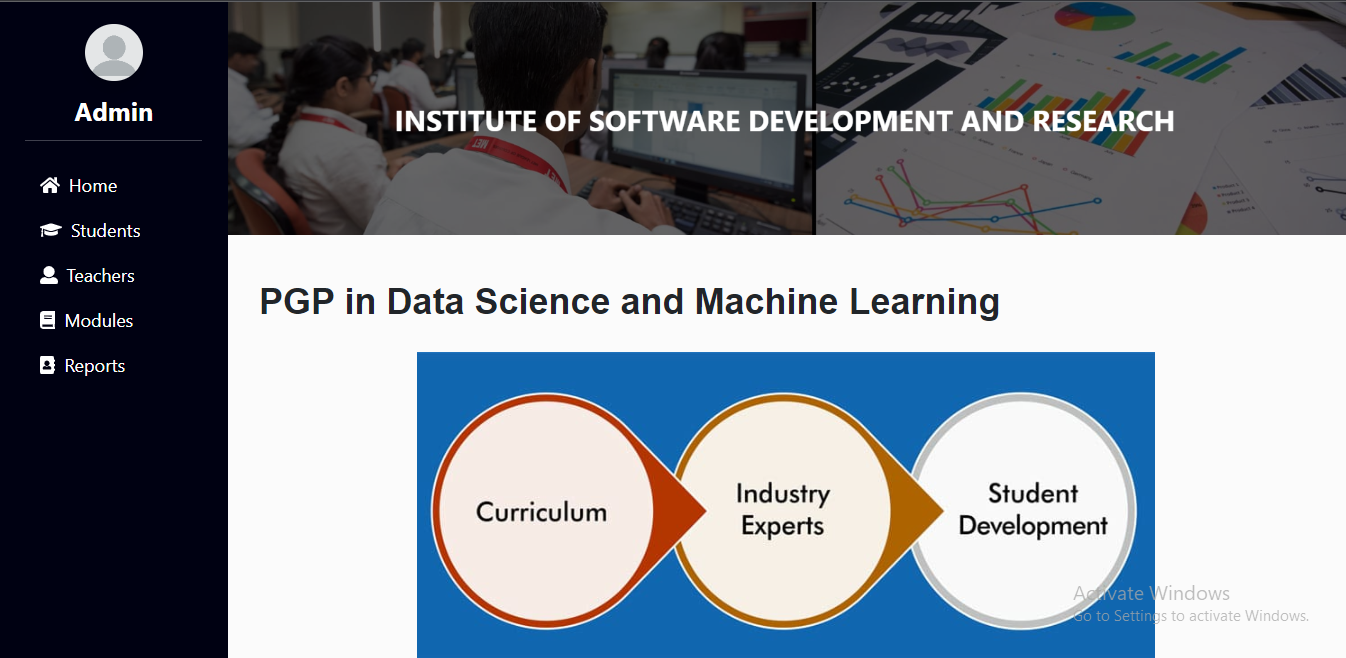 Admin
Home
Students
Teachers
Modules
Reports
INSTITUTE OF SOFTWARE DEVELOPMENT AND RESEARCH
PGP in Data Science and Machine Learning
Curriculum
Industry
Experts
Student
Development
Activate Windows
Go to Settings to activate Windows.